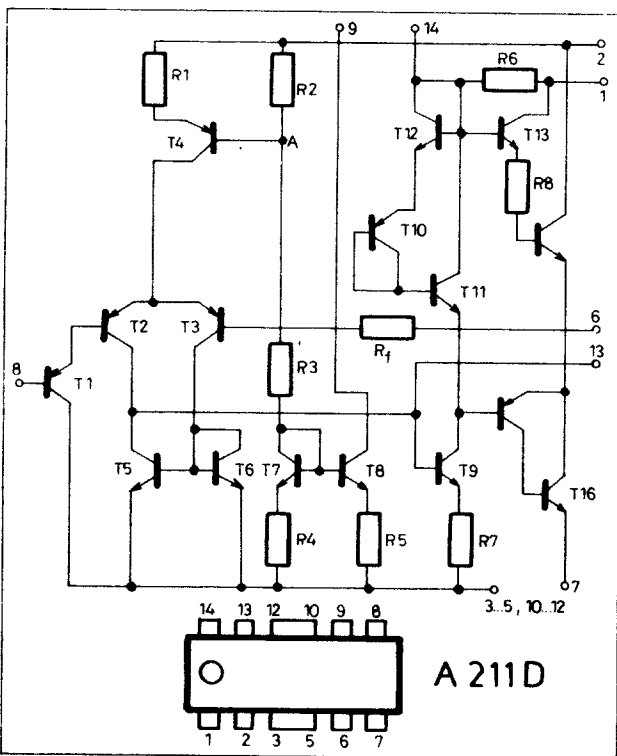 9
14
2
R1
R2
R6
1
T4
A
T12
T13
R8
T10
T11
T2
T3
6
Rf
13
8
T1
R3
T5
T6
T7
T8
T9
T16
R4
R5
R7
7
3...5, 10...12
14 13 12 10 9 8
A 211 D
1 2 3 5 6 7